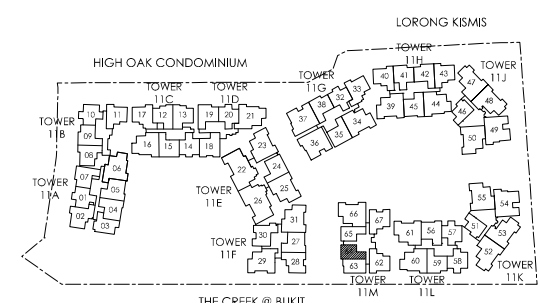 LORONG KISMIS
HIGH OAK CONDOMINIUM
TOWER 11H
TOWER 11G
TOWER 11J
TOWER 11C
TOWER 11D
TOWER 11B
40 41 42 43
47
48
46
49
50
39 45 44
33
32
38
37
34
35
36
10 11
17 12 13
19 20 21
09
08
16 15 14 18
23
22
24
25
26
07 06
05
01
04
02
03
TOWER 11A
TOWER 11E
TOWER 11F
31
30
27
29 28
66
67
65
63 62
61 56 57
60 59 58
55
54
51
53
52
TOWER 11M
TOWER 11L
TOWER 11K
THE CREEK @ BUKIT